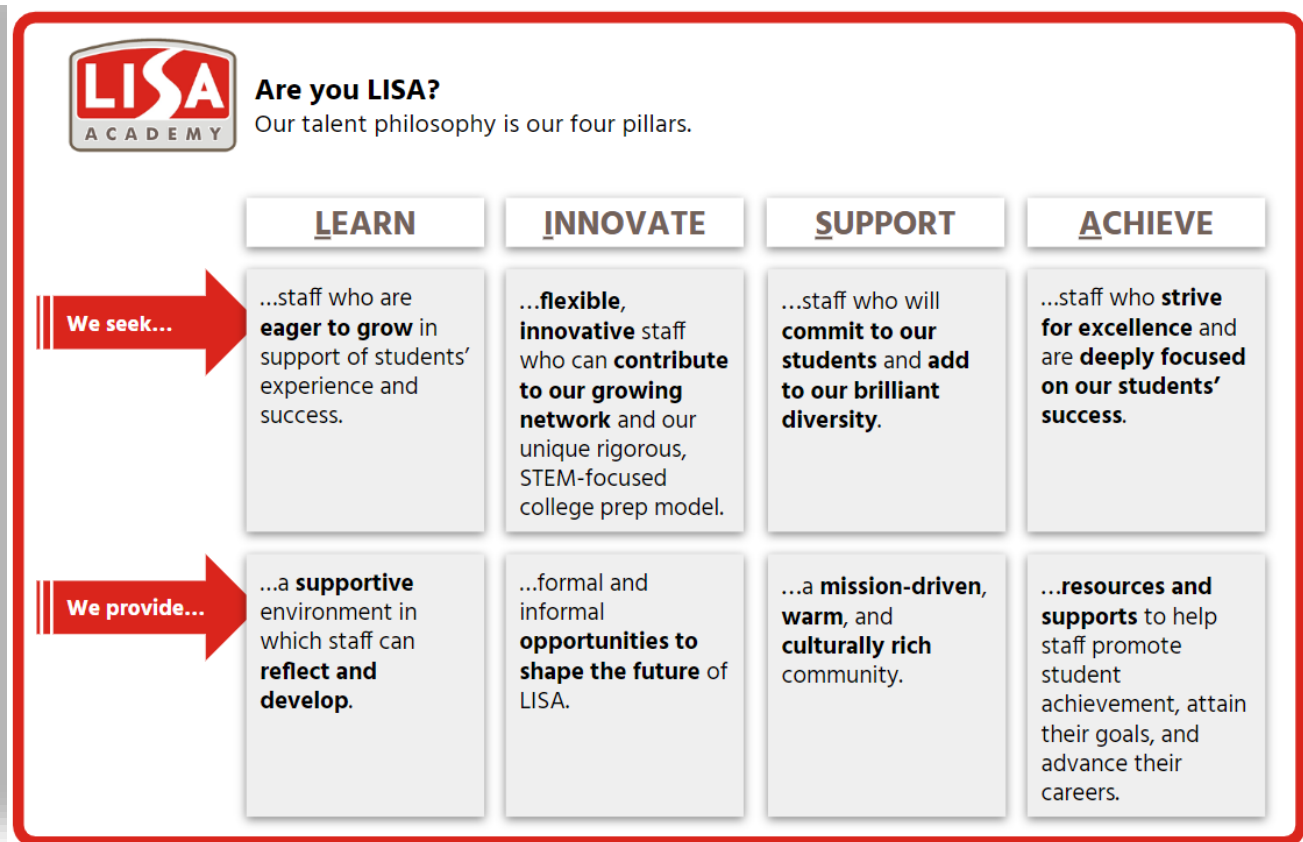 LISA
ACADEMY
Are you LISA?
Our talent philosophy is our four pillars.
LEARN
INNOVATE
SUPPORT
ACHIEVE
We seek...
...staff who are
eager to grow in
support of students’
experience and
success.
...flexible,
innovative staff
who can contribute
to our growing
network and our
unique rigorous,
STEM-focused
college prep model.
...staff who will
commit to our
students and add
to our brilliant
diversity.
...staff who strive
for excellence and
are deeply focused
on our students’
success.
We provide...
...a supportive
environment in
which staff can
reflect and
develop.
...formal and
informal
opportunities to
shape the future of
LISA.
...a mission-driven,
warm, and
culturally rich
community.
...resources and
supports to help
staff promote
student
achievement, attain
their goals, and
advance their
careers.